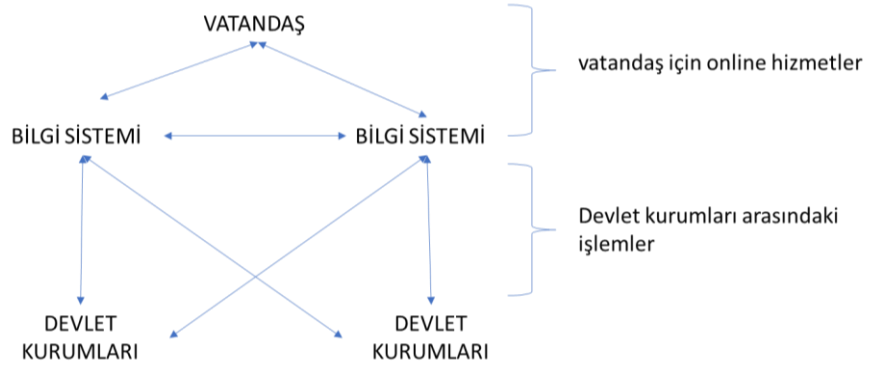 VATANDAŞ
vatandaş için online hizmetler
BİLGİ SİSTEMİ
BİLGİ SİSTEMİ
Devlet kurumları arasındaki
işlemler
DEVLET
KURUMLARI
DEVLET
KURUMLARI